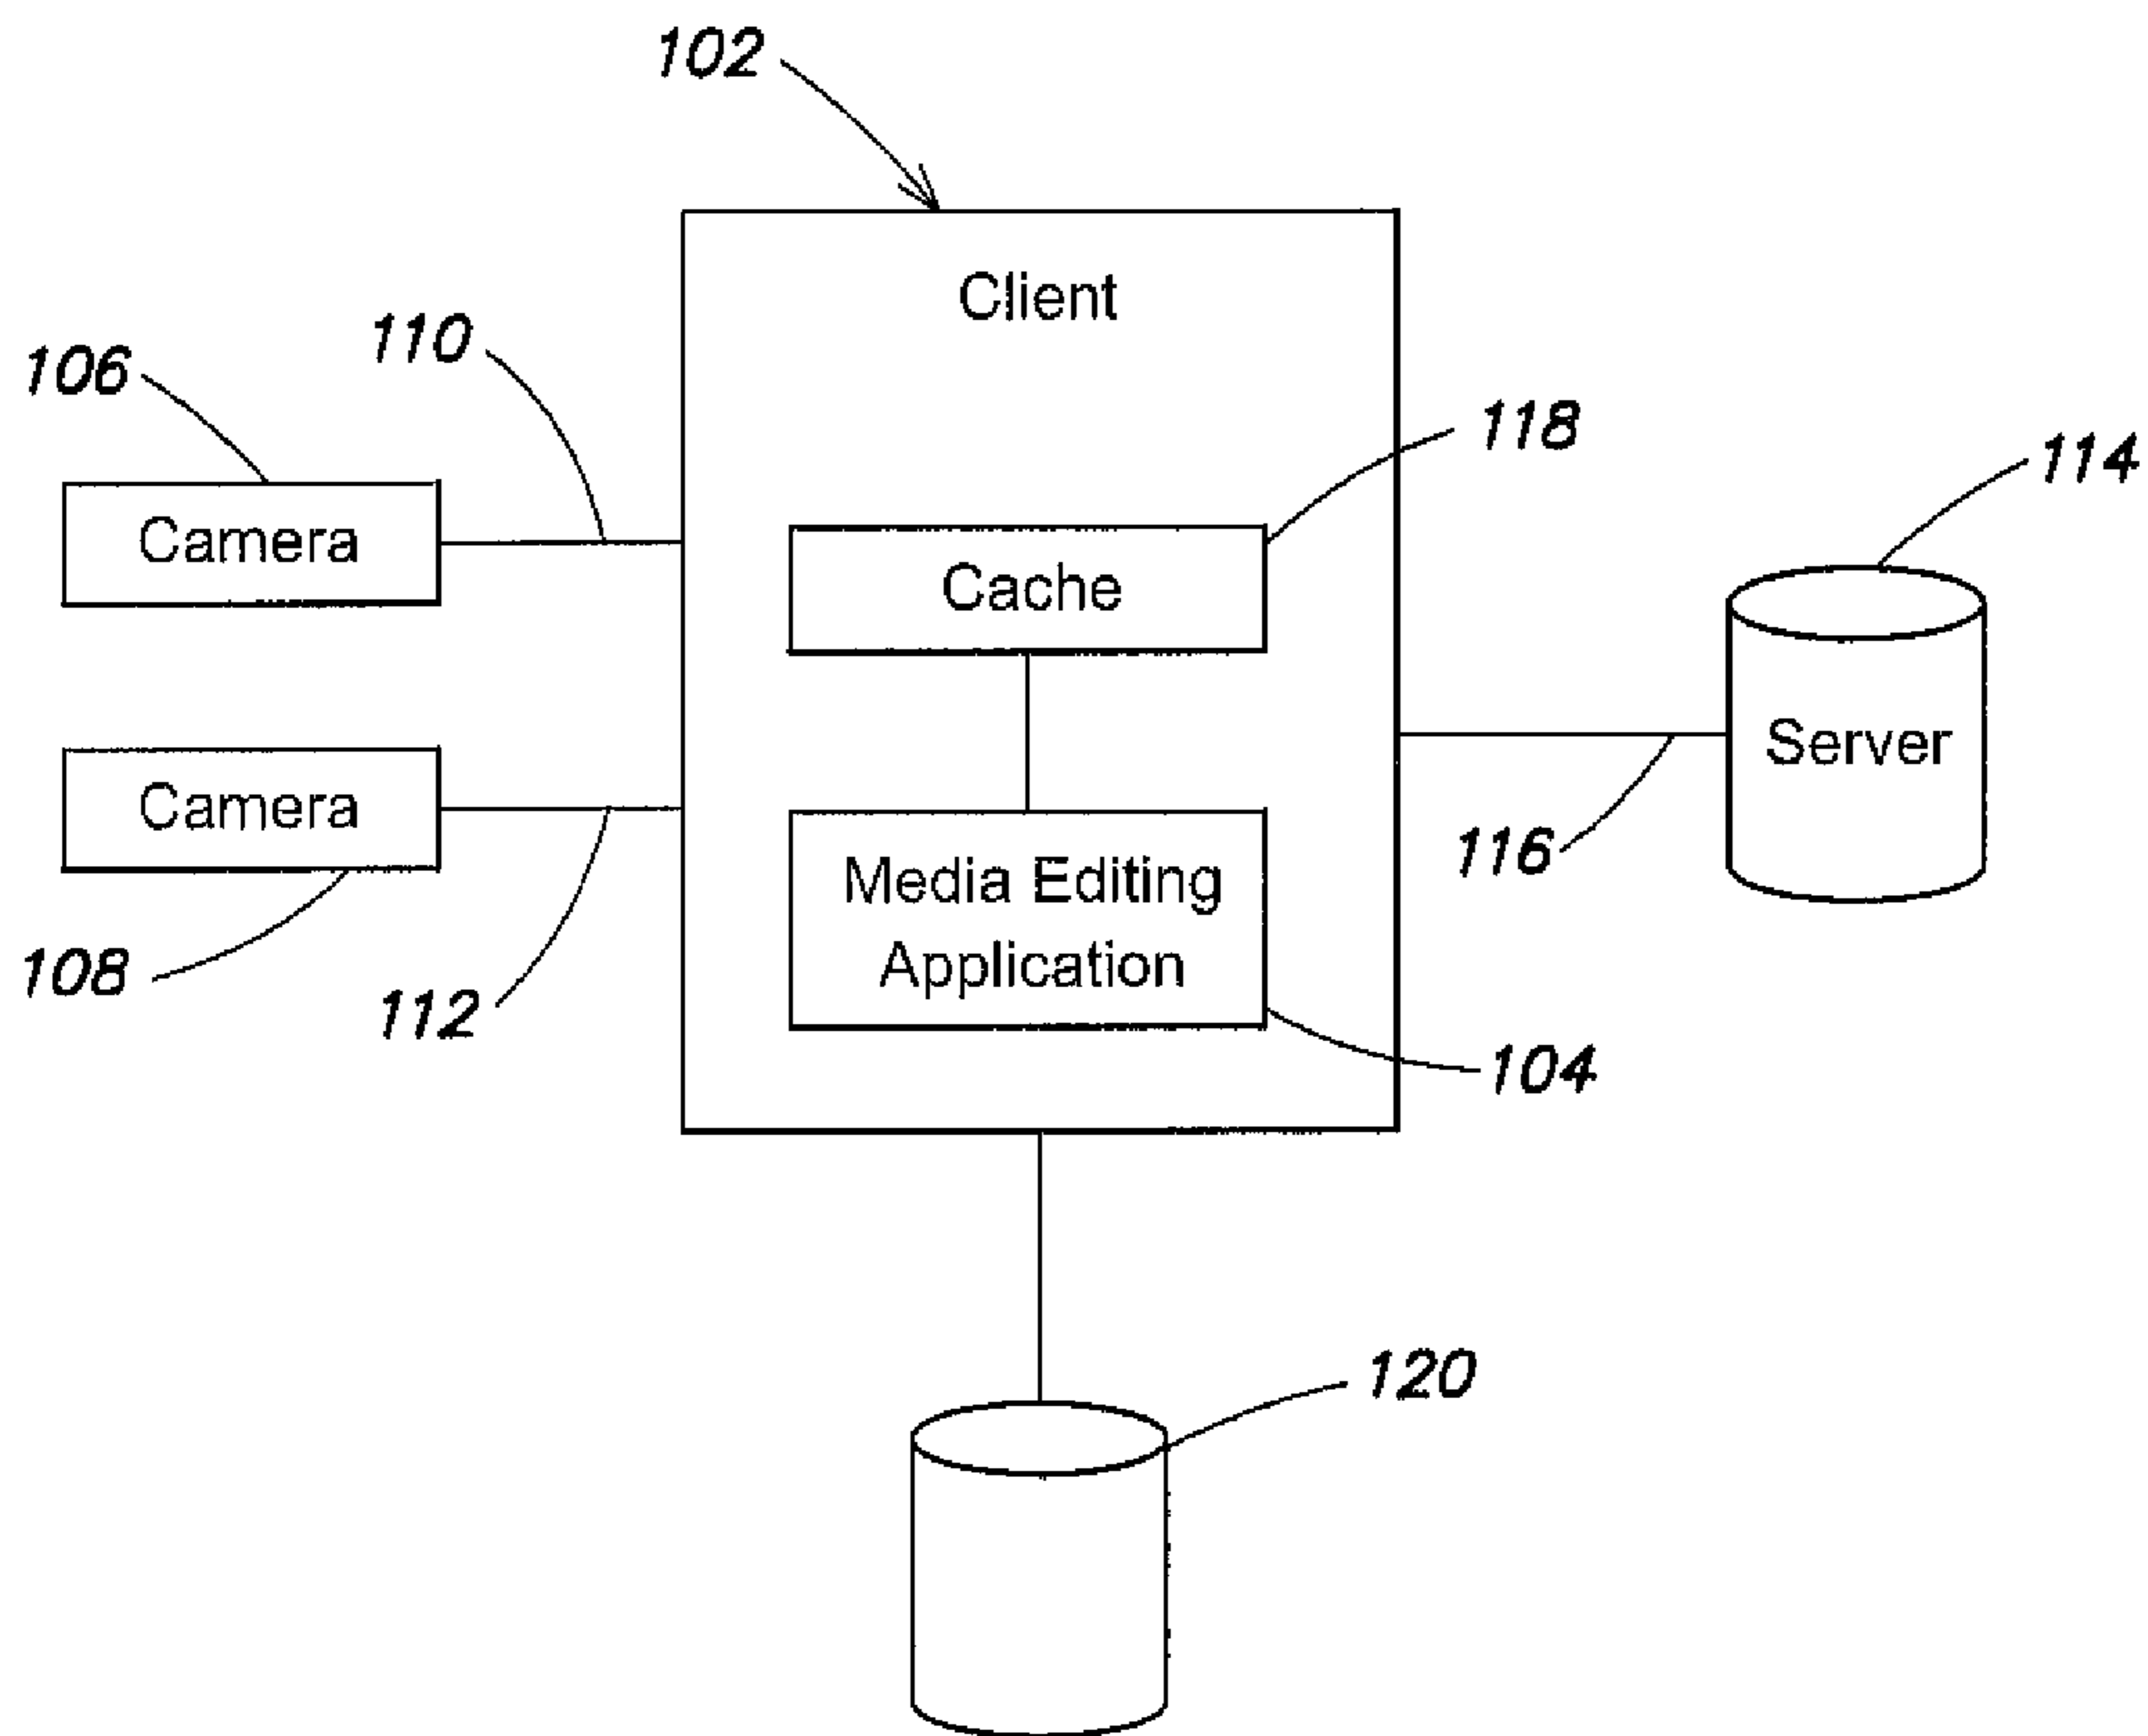 102
Client
110
106
118
114
Camera
Cache
Server
Camera
116
Media Editing
Application
108
112
104
120